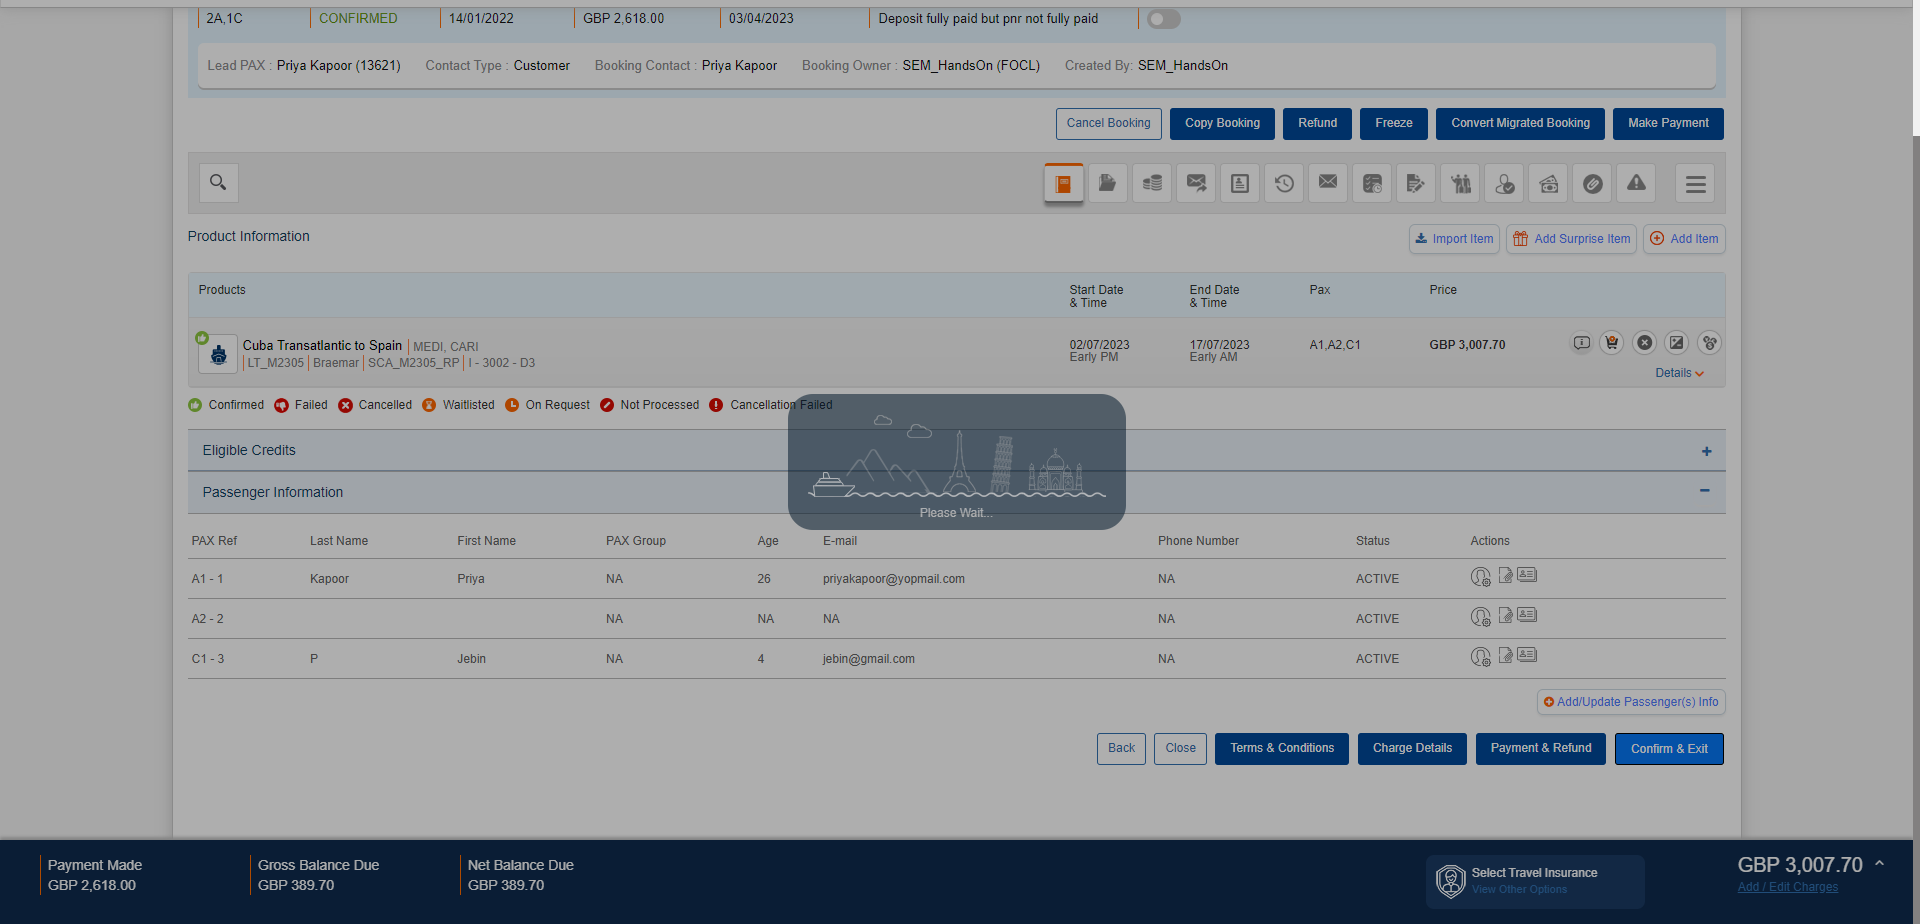 2A,1C CONFIRMED 14/01/2022 GBP 2,618.00 03/04/2023 Deposit fully paid but pnr not fully paid
Lead PAX : Priya Kapoor (13621) Contact Type : Customer Booking Contact : Priya Kapoor Booking Owner : SEM_HandsOn (FOCL) Created By: SEM_HandsOn
Cancel Booking Copy Booking Refund Freeze Convert Migrated Booking Make Payment
Product Information Import Item Add Surprise Item Add Item
Products Start Date & Time End Date & Time Pax Price
Cuba Transatlantic to Spain MEDI, CARI 02/07/2023 17/07/2023 A1,A2,C1 GBP 3,007.70
LT_M2305 Braemar SCA_M2305_RP I - 3002 - D3 Early PM Early AM
Details
Confirmed Failed Cancelled Waitlisted On Request Not Processed Cancellation Failed
Eligible Credits
Passenger Information
Please Wait...
PAX Ref Last Name First Name PAX Group Age E-mail Phone Number Status Actions
A1 - 1 Kapoor Priya NA 26 priyakapoor@yopmail.com NA ACTIVE
A2 - 2 NA NA NA NA ACTIVE
C1 - 3 P Jebin NA 4 jebin@gmail.com NA ACTIVE
Add/Update Passenger(s) Info
Back Close Terms & Conditions Charge Details Payment & Refund Confirm & Exit
Payment Made Gross Balance Due Net Balance Due Select Travel Insurance GBP 3,007.70
GBP 2,618.00 GBP 389.70 GBP 389.70 View Other Options Add / Edit Charges